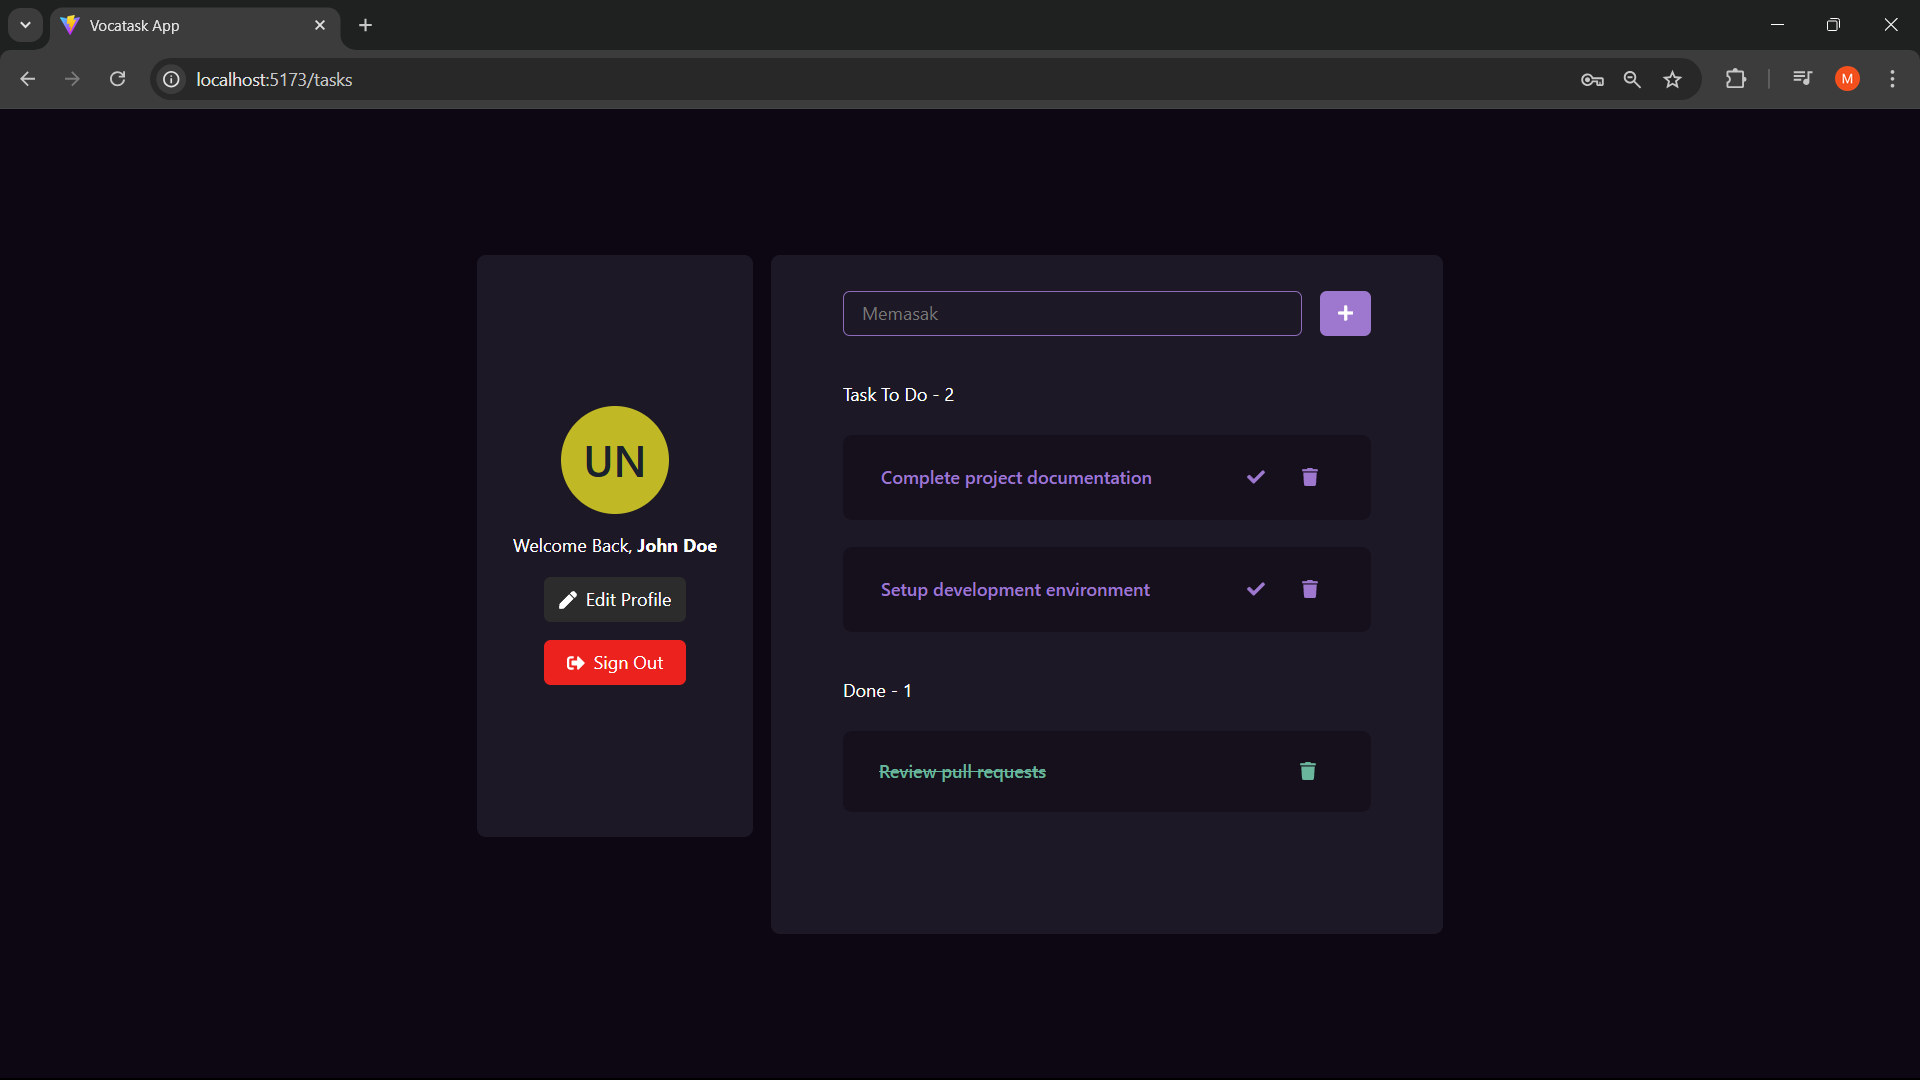 Vocatask App
localhost:5173/tasks
M
Memasak
Task To Do - 2
UN
Complete project documentation
Welcome Back, John Doe
Setup development environment
Edit Profile
Sign Out
Done - 1
Review pull requests